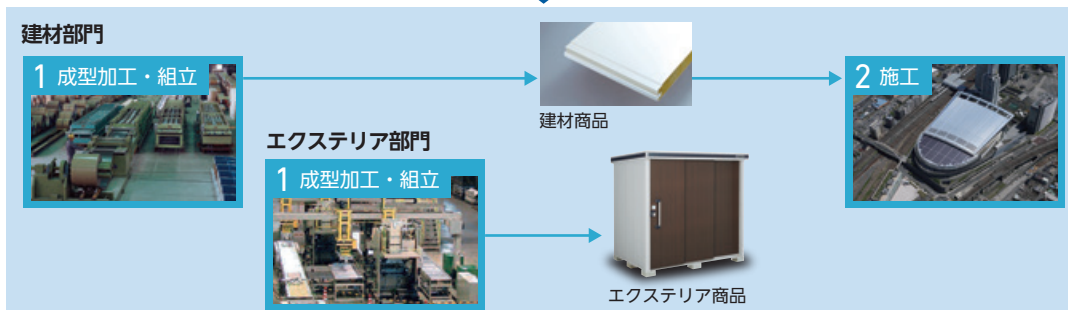 建材部門
1 成型加工・組立
建材商品
2 施工
エクステリア部門
1 成型加工・組立
エクステリア商品